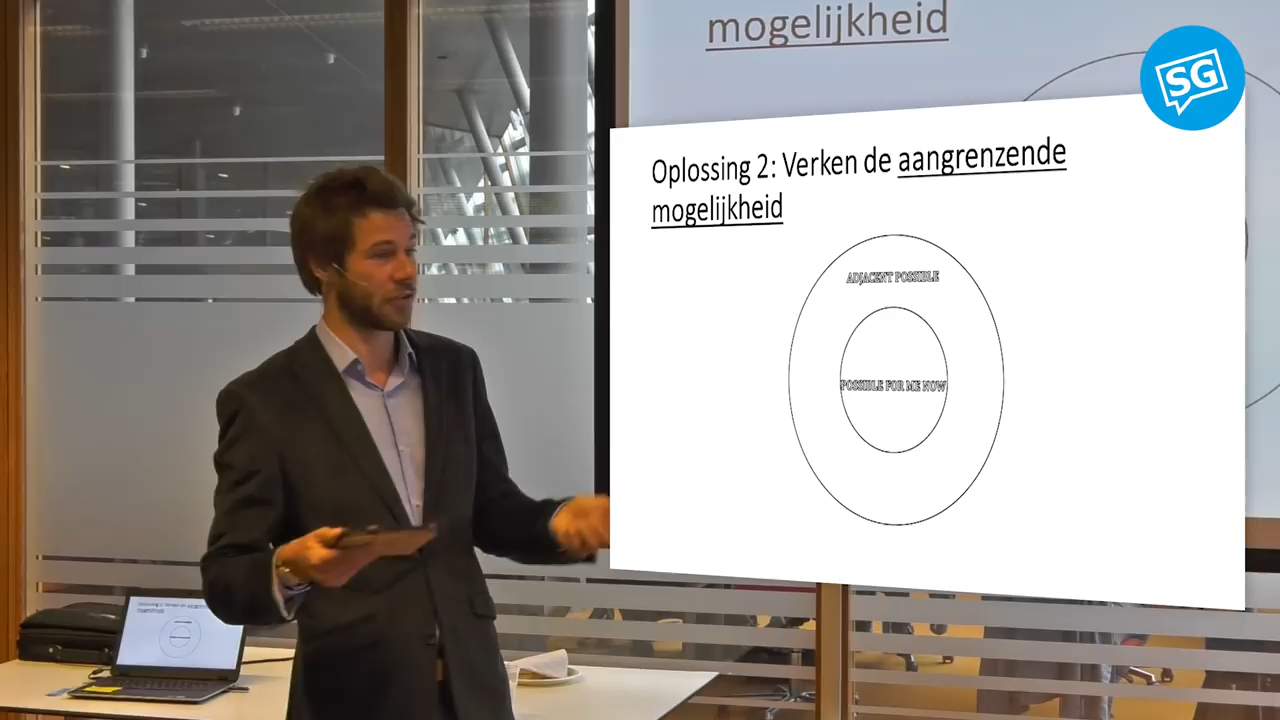 mogelijkheid
SG
Oplossing 2: Verken de aangrenzende
mogelijkheid
ADJACENT POSSIBLE
POSSIBLE FOR ME NOW